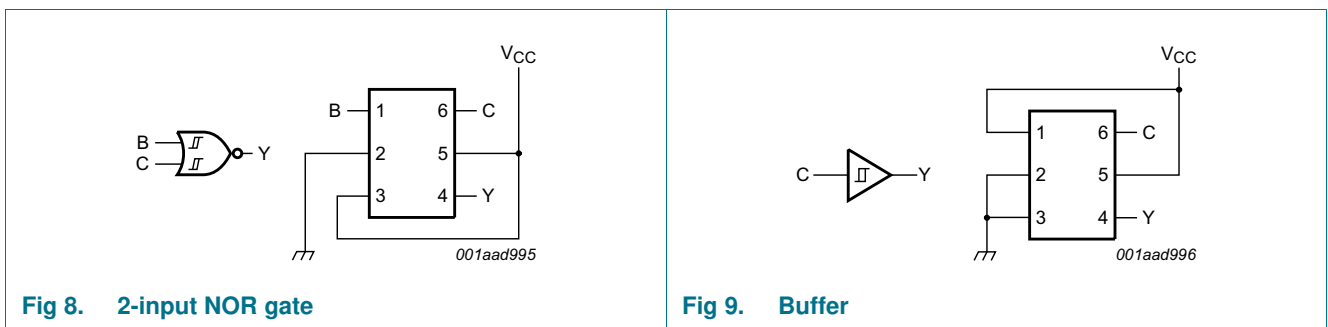 VCC
B 1 6 C
B
C
Y
2 5
3 4 Y
001aad995
Fig 8. 2-input NOR gate
VCC
1 6 C
C Y
2 5
3 4 Y
001aad996
Fig 9. Buffer